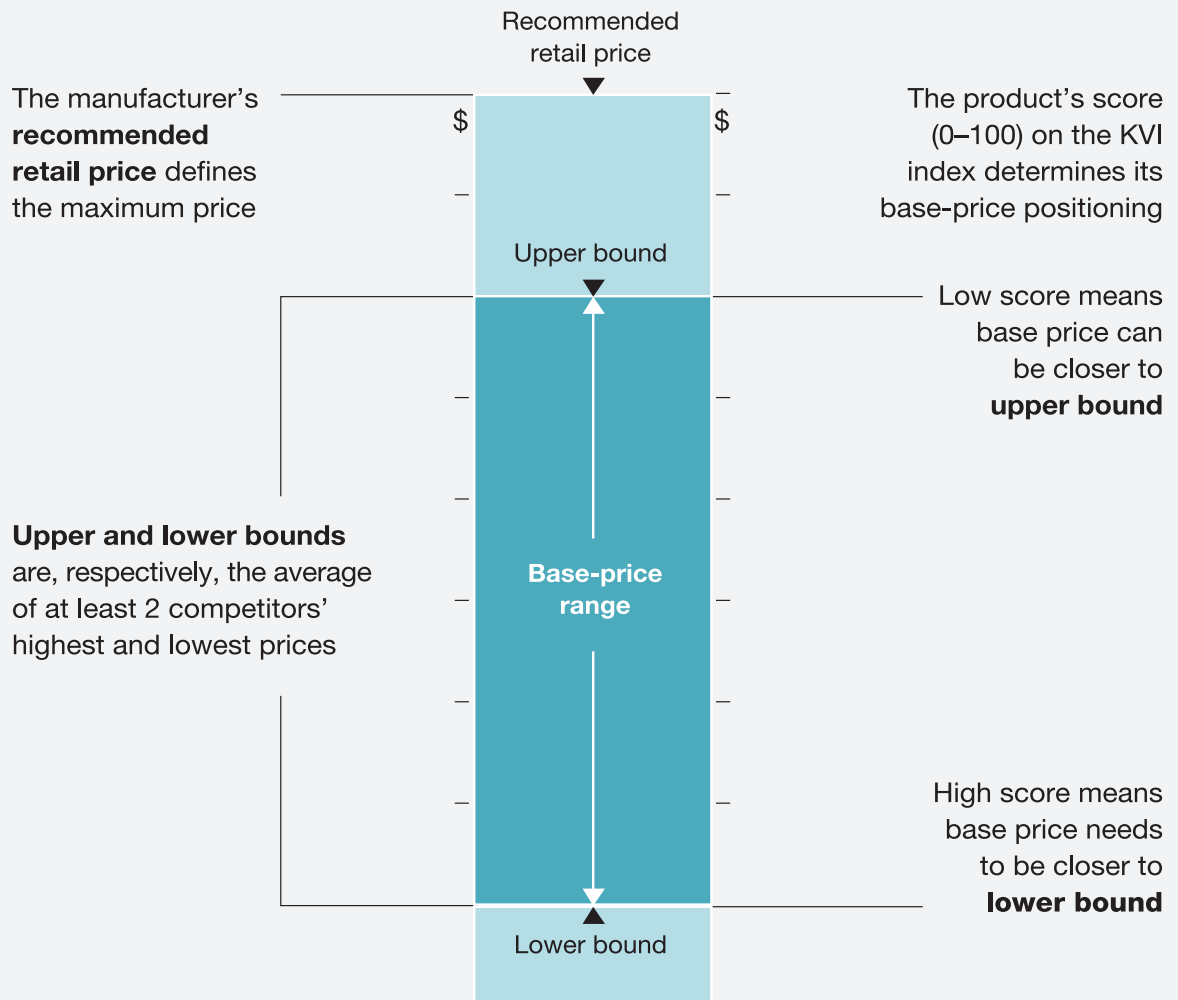 Recommended
retail price
The manufacturer’s
recommended
retail price defines
the maximum price
$
$
The product’s score
(0–100) on the KVI
index determines its
base-price positioning
Upper bound
Low score means
base price can
be closer to
upper bound
Upper and lower bounds
are, respectively, the average
of at least 2 competitors’
highest and lowest prices
Base-price
range
High score means
base price needs
to be closer to
lower bound
Lower bound